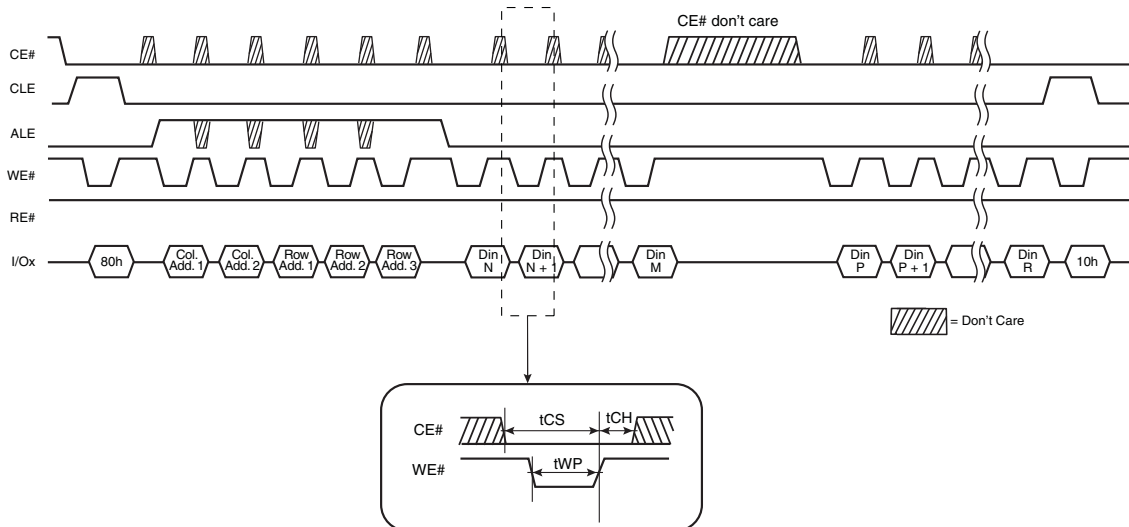 CE# don't care
CE#
CLE
ALE
WE#
RE#
I/Ox
80h
Col.
Add. 1
Col.
Add. 2
Row
Add. 1
Row
Add. 2
Row
Add. 3
Din
N
Din
N + 1
Din
M
Din
P
Din
P + 1
Din
R
10h
= Don't Care
CE#
tCS
tCH
WE#
tWP